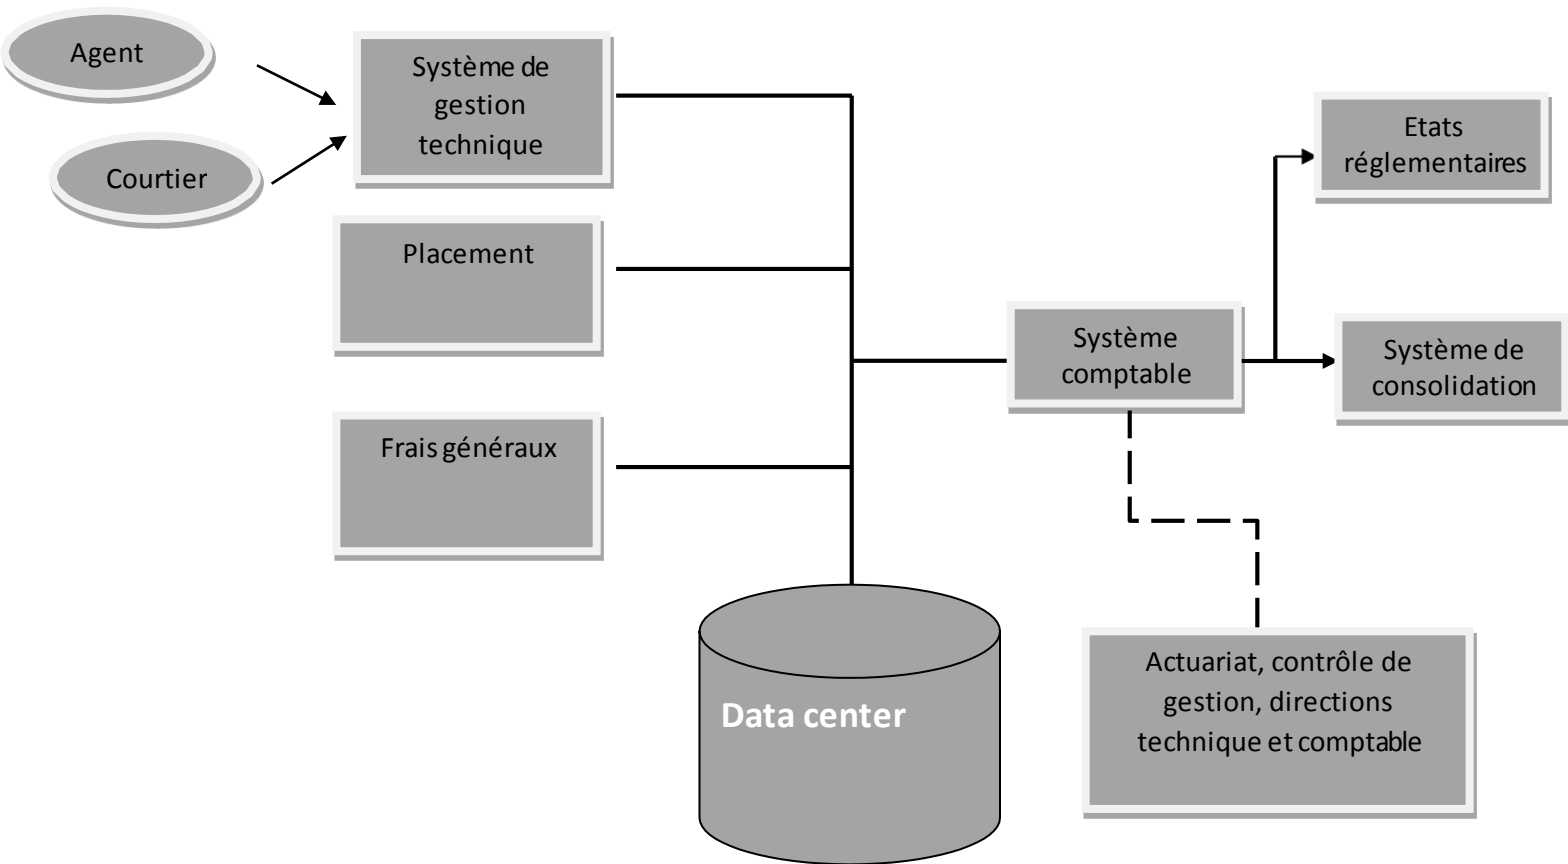 Agent
Courtier
Système de
gestion
technique
Placement
Frais généraux
Data center
Système
comptable
Etats
réglementaires
Système de
consolidation
Actuariat, contrôle de
gestion, directions
technique et comptable